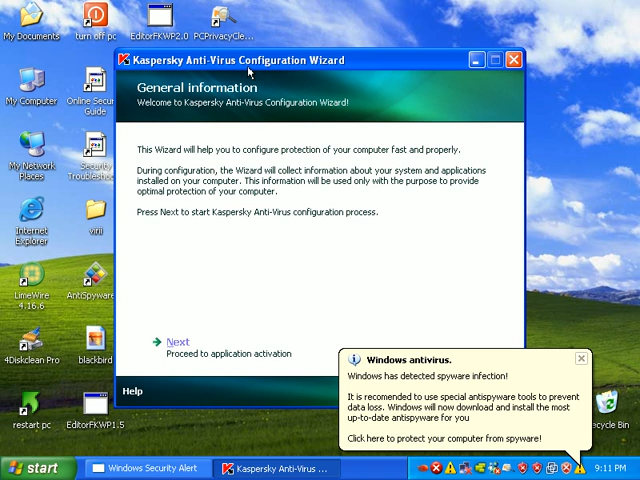 My Documents
turn off pc
EditorFKWP2.0
PCPrivacyCle...
Kaspersky Anti-Virus Configuration Wizard
General information
Welcome to Kaspersky Anti-Virus Configuration Wizard!
My Computer
Online Secur
Guide
This Wizard will help you to configure protection of your computer fast and properly.
During configuration, the Wizard will collect information about your system and applications
installed on your computer. This information will be used only with the purpose to provide
optimal protection of your computer.
Press Next to start Kaspersky Anti-Virus configuration process.
My Network
Places
Security
Troubleshoo
Internet
Explorer
virii
LimeWire
4.16.6
AntiSpyware
4Diskclean Pro
blackbird
Next
Proceed to application activation
Help
restart pc
EditorFKWP1.5
Windows antivirus.
Windows has detected spyware infection!
It is recomended to use special antispyware tools to prevent
data loss. Windows will now download and install the most
up-to-date antispyware for you
Click here to protect your computer from spyware!
ecycle Bin
start
Windows Security Alert
Kaspersky Anti-Virus ...
9:11 PM